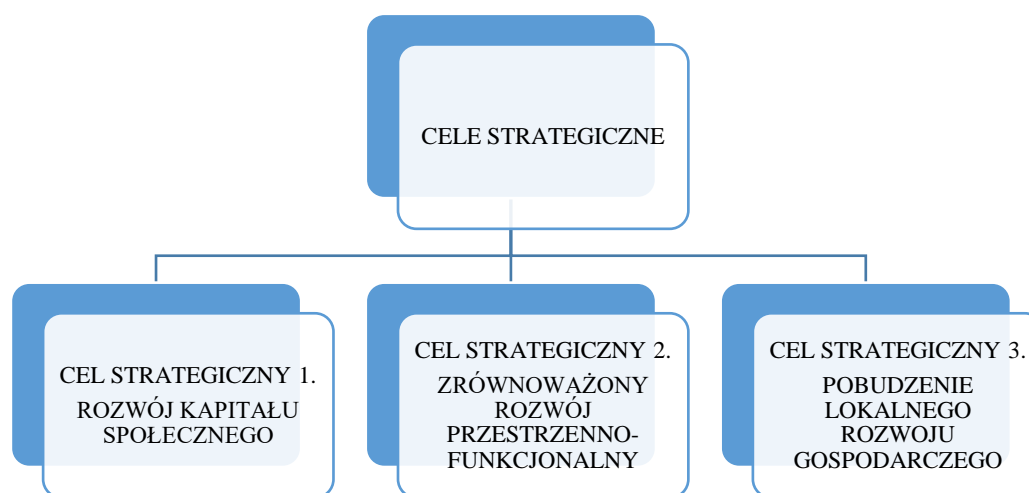 CELE STRATEGICZNE
CEL STRATEGICZNY 1.
ROZWÓJ KAPITAŁU
SPOŁECZNEGO
CEL STRATEGICZNY 2.
ZRÓWNOWAŻONY
ROZWÓJ
PRZESTRZENNO-
FUNKCJONALNY
CEL STRATEGICZNY 3.
POBUDZENIE
LOKALNEGO
ROZWOJU
GOSPODARCZEGO